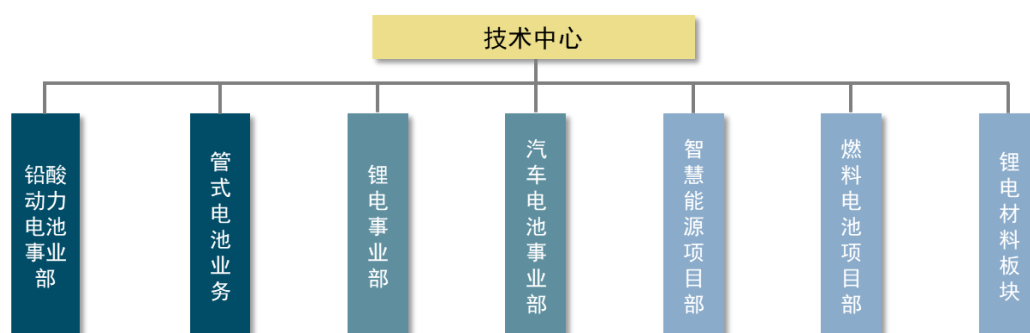 技术中心
铅酸动力电池事业部
管式电池业务
锂电事业部
汽车电池事业部
智慧能源项目部
燃料电池项目部
锂电材料板块